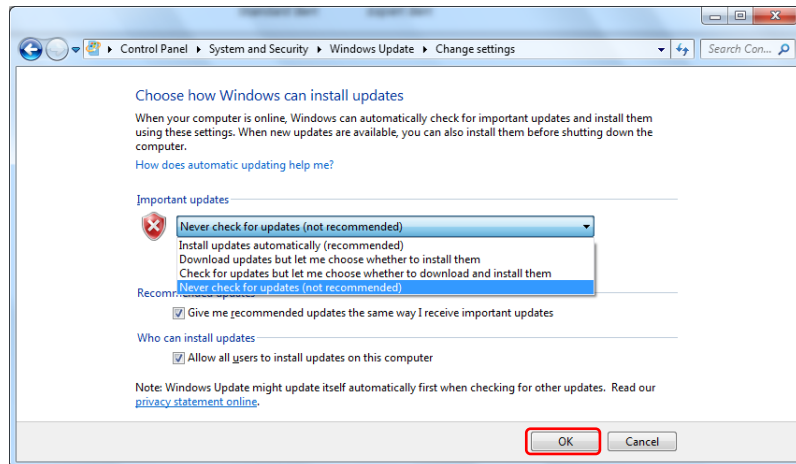 Control Panel ▸ System and Security ▸ Windows Update ▸ Change settings
Search Con...
Choose how Windows can install updates
When your computer is online, Windows can automatically check for important updates and install them
using these settings. When new updates are available, you can also install them before shutting down the
computer.
How does automatic updating help me?
Important updates
Never check for updates (not recommended)
Install updates automatically (recommended)
Download updates but let me choose whether to install them
Check for updates but let me choose whether to download and install them
Never check for updates (not recommended)
Recommended updates
Give me recommended updates the same way I receive important updates
Who can install updates
Allow all users to install updates on this computer
Note: Windows Update might update itself automatically first when checking for other updates. Read our
privacy statement online.
OK Cancel